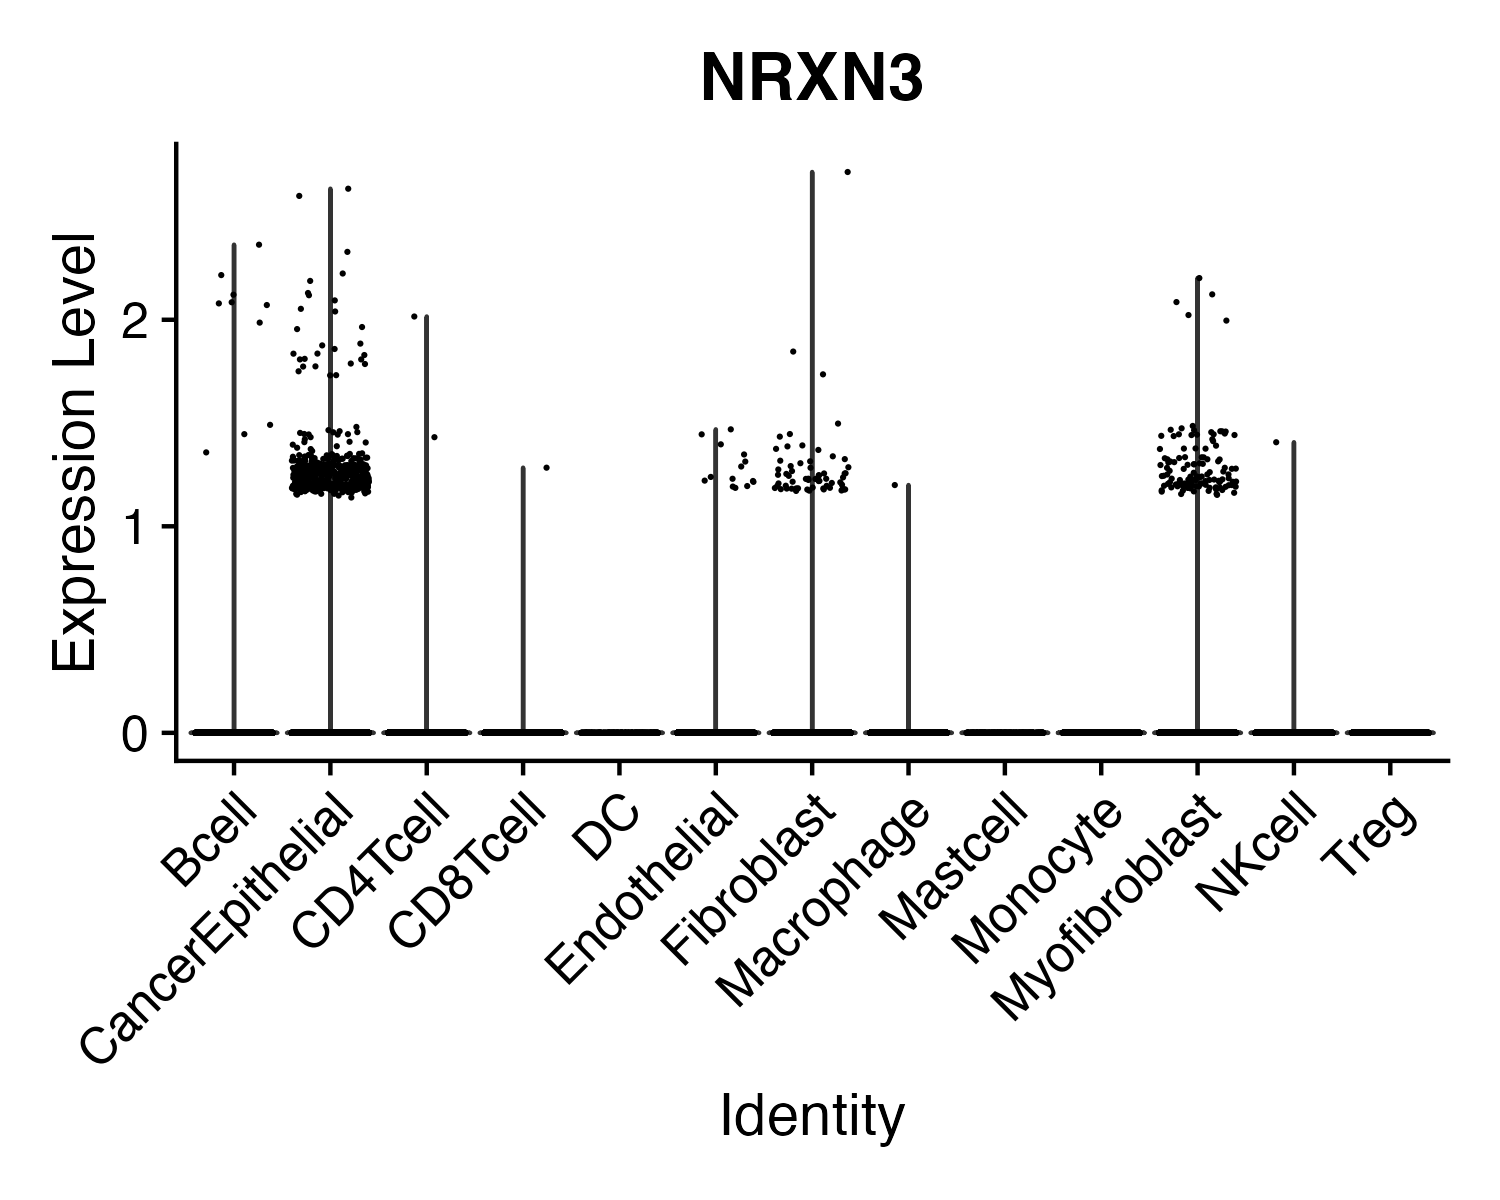 NRXN3
Expression Level
2
1
0
Bcell
CancerEpithelial
CD4Tcell
CD8Tcell
DC
Endothelial
Fibroblast
Macrophage
Mastcell
Monocyte
Myofibroblast
NKcell
Treg
Identity